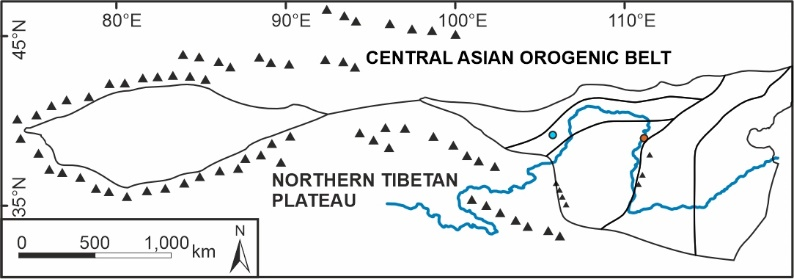 80°E 90°E 100°E 110°E
45°N
CENTRAL ASIAN OROGENIC BELT
NORTHERN TIBETAN
PLATEAU
35°N
0 500 1,000 km
N